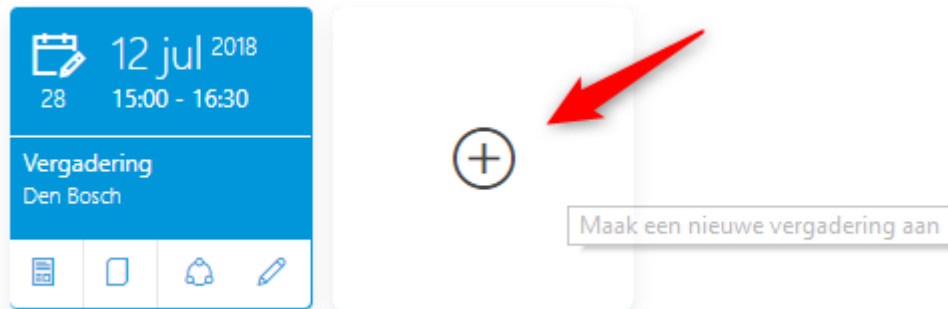 12 jul 2018
28 15:00 - 16:30
Vergadering
Den Bosch
Maak een nieuwe vergadering aan